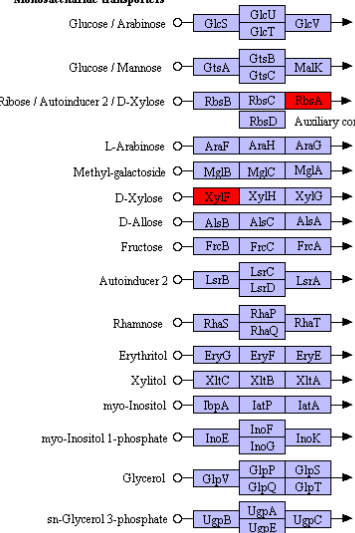 Monosaccharide transporters
Glucose / Arabinose GlcS GlcU GlcT GlcV
Glucose / Mannose GtsA GtsB GtsC MalK
Ribose / Autoinducer 2 / D-Xylose RbsB RbsC RbsA
RbsD Auxiliary
L-Arabinose AraF AraH AraG
Methyl-galactoside MglB MglC MglA
D-Xylose XylF XylH XylG
D-Allose AlsB AlsC AlsA
Fructose FrcB FrcC FrcA
Autoinducer 2 LsrB LsrC LsrD LsrA
Rhamnose RhaS RhaP RhaQ RhaT
Erythritol EryG EryF EryE
Xylitol XltC XltB XltA
myo-Inositol IbpA IatP IatA
myo-Inositol 1-phosphate InoE InoF InoG InoK
Glycerol GlpV GlpP GlpQ GlpS GlpT
sn-Glycerol 3-phosphate UgpB UgpA UgpE UgpC